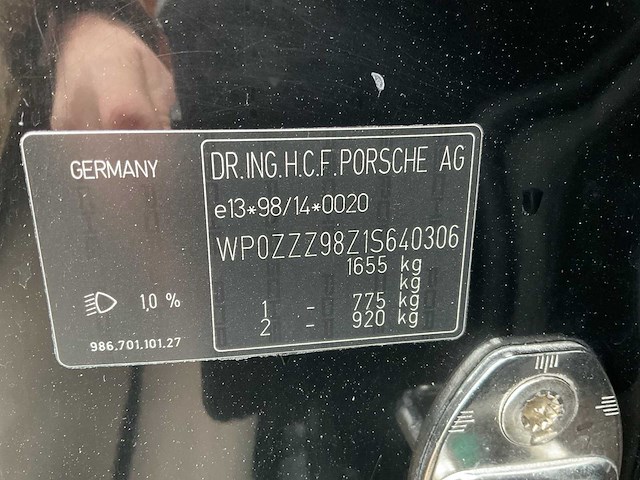 GERMANY
DR.ING.H.C.F.PORSCHE AG
e13*98/14*0020
WP0ZZZ98Z1S640306
1655 kg
kg
1 - 775 kg
2 - 920 kg
1,0 %
986.701.101.27